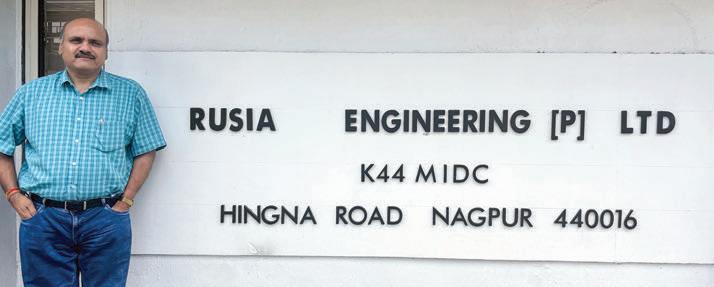 RUSIA ENGINEERING [P] LTD
K44 MIDC
HINGNA ROAD NAGPUR 440016